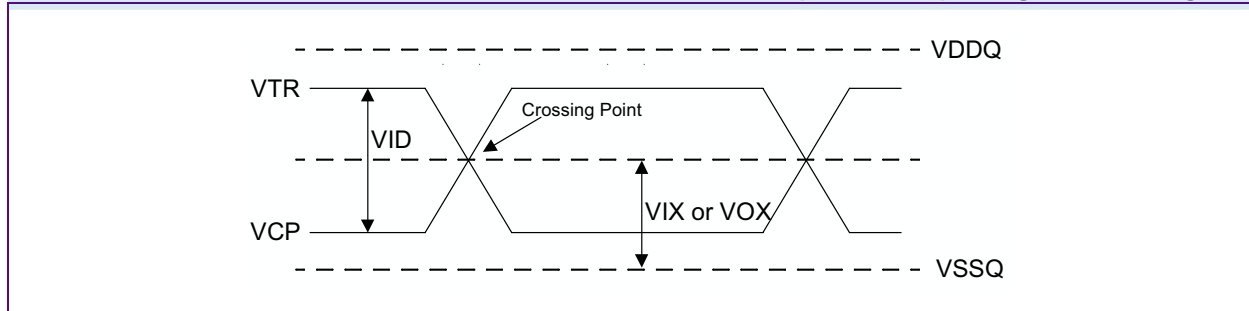 VDDQ
VTR
Crossing Point
VID
VIX or VOX
VCP
VSSQ